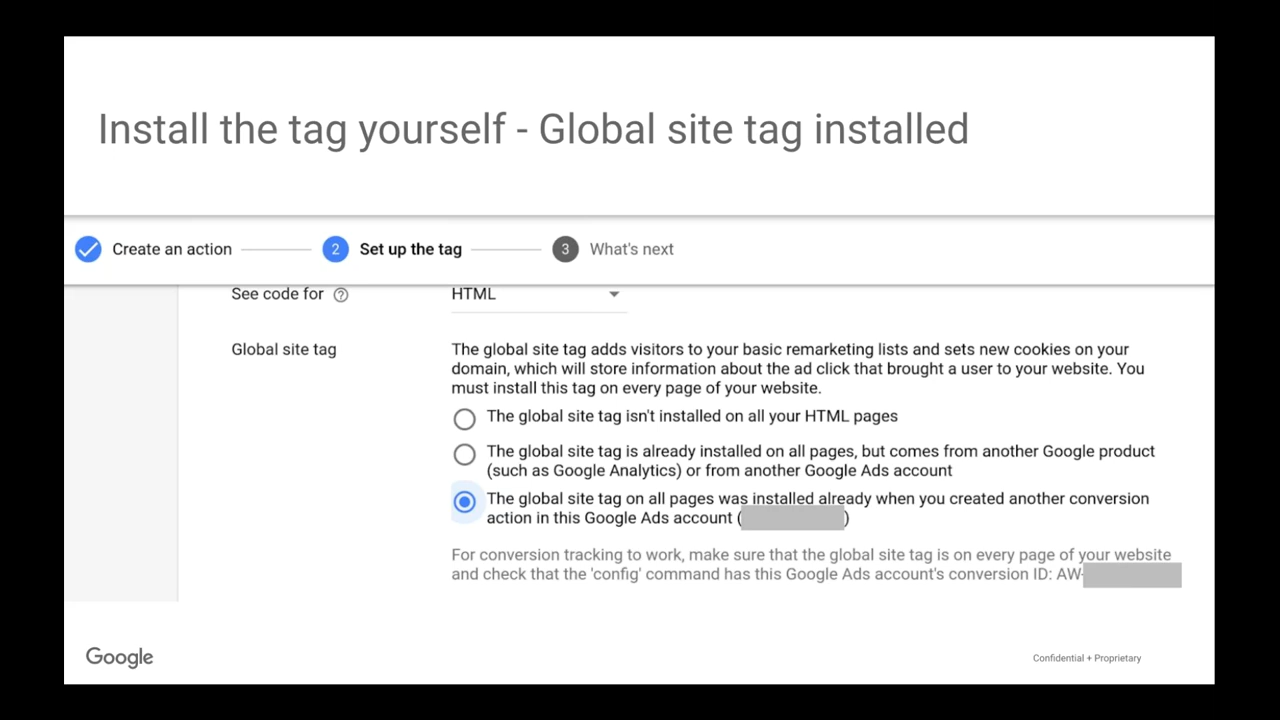 Install the tag yourself - Global site tag installed
Create an action
2 Set up the tag
3 What's next
See code for ?
HTML
Global site tag
The global site tag adds visitors to your basic remarketing lists and sets new cookies on your
domain, which will store information about the ad click that brought a user to your website. You
must install this tag on every page of your website.
The global site tag isn't installed on all your HTML pages
The global site tag is already installed on all pages, but comes from another Google product
(such as Google Analytics) or from another Google Ads account
The global site tag on all pages was installed already when you created another conversion
action in this Google Ads account ( )
For conversion tracking to work, make sure that the global site tag is on every page of your website
and check that the 'config' command has this Google Ads account's conversion ID: AW-
Google
Confidential + Proprietary